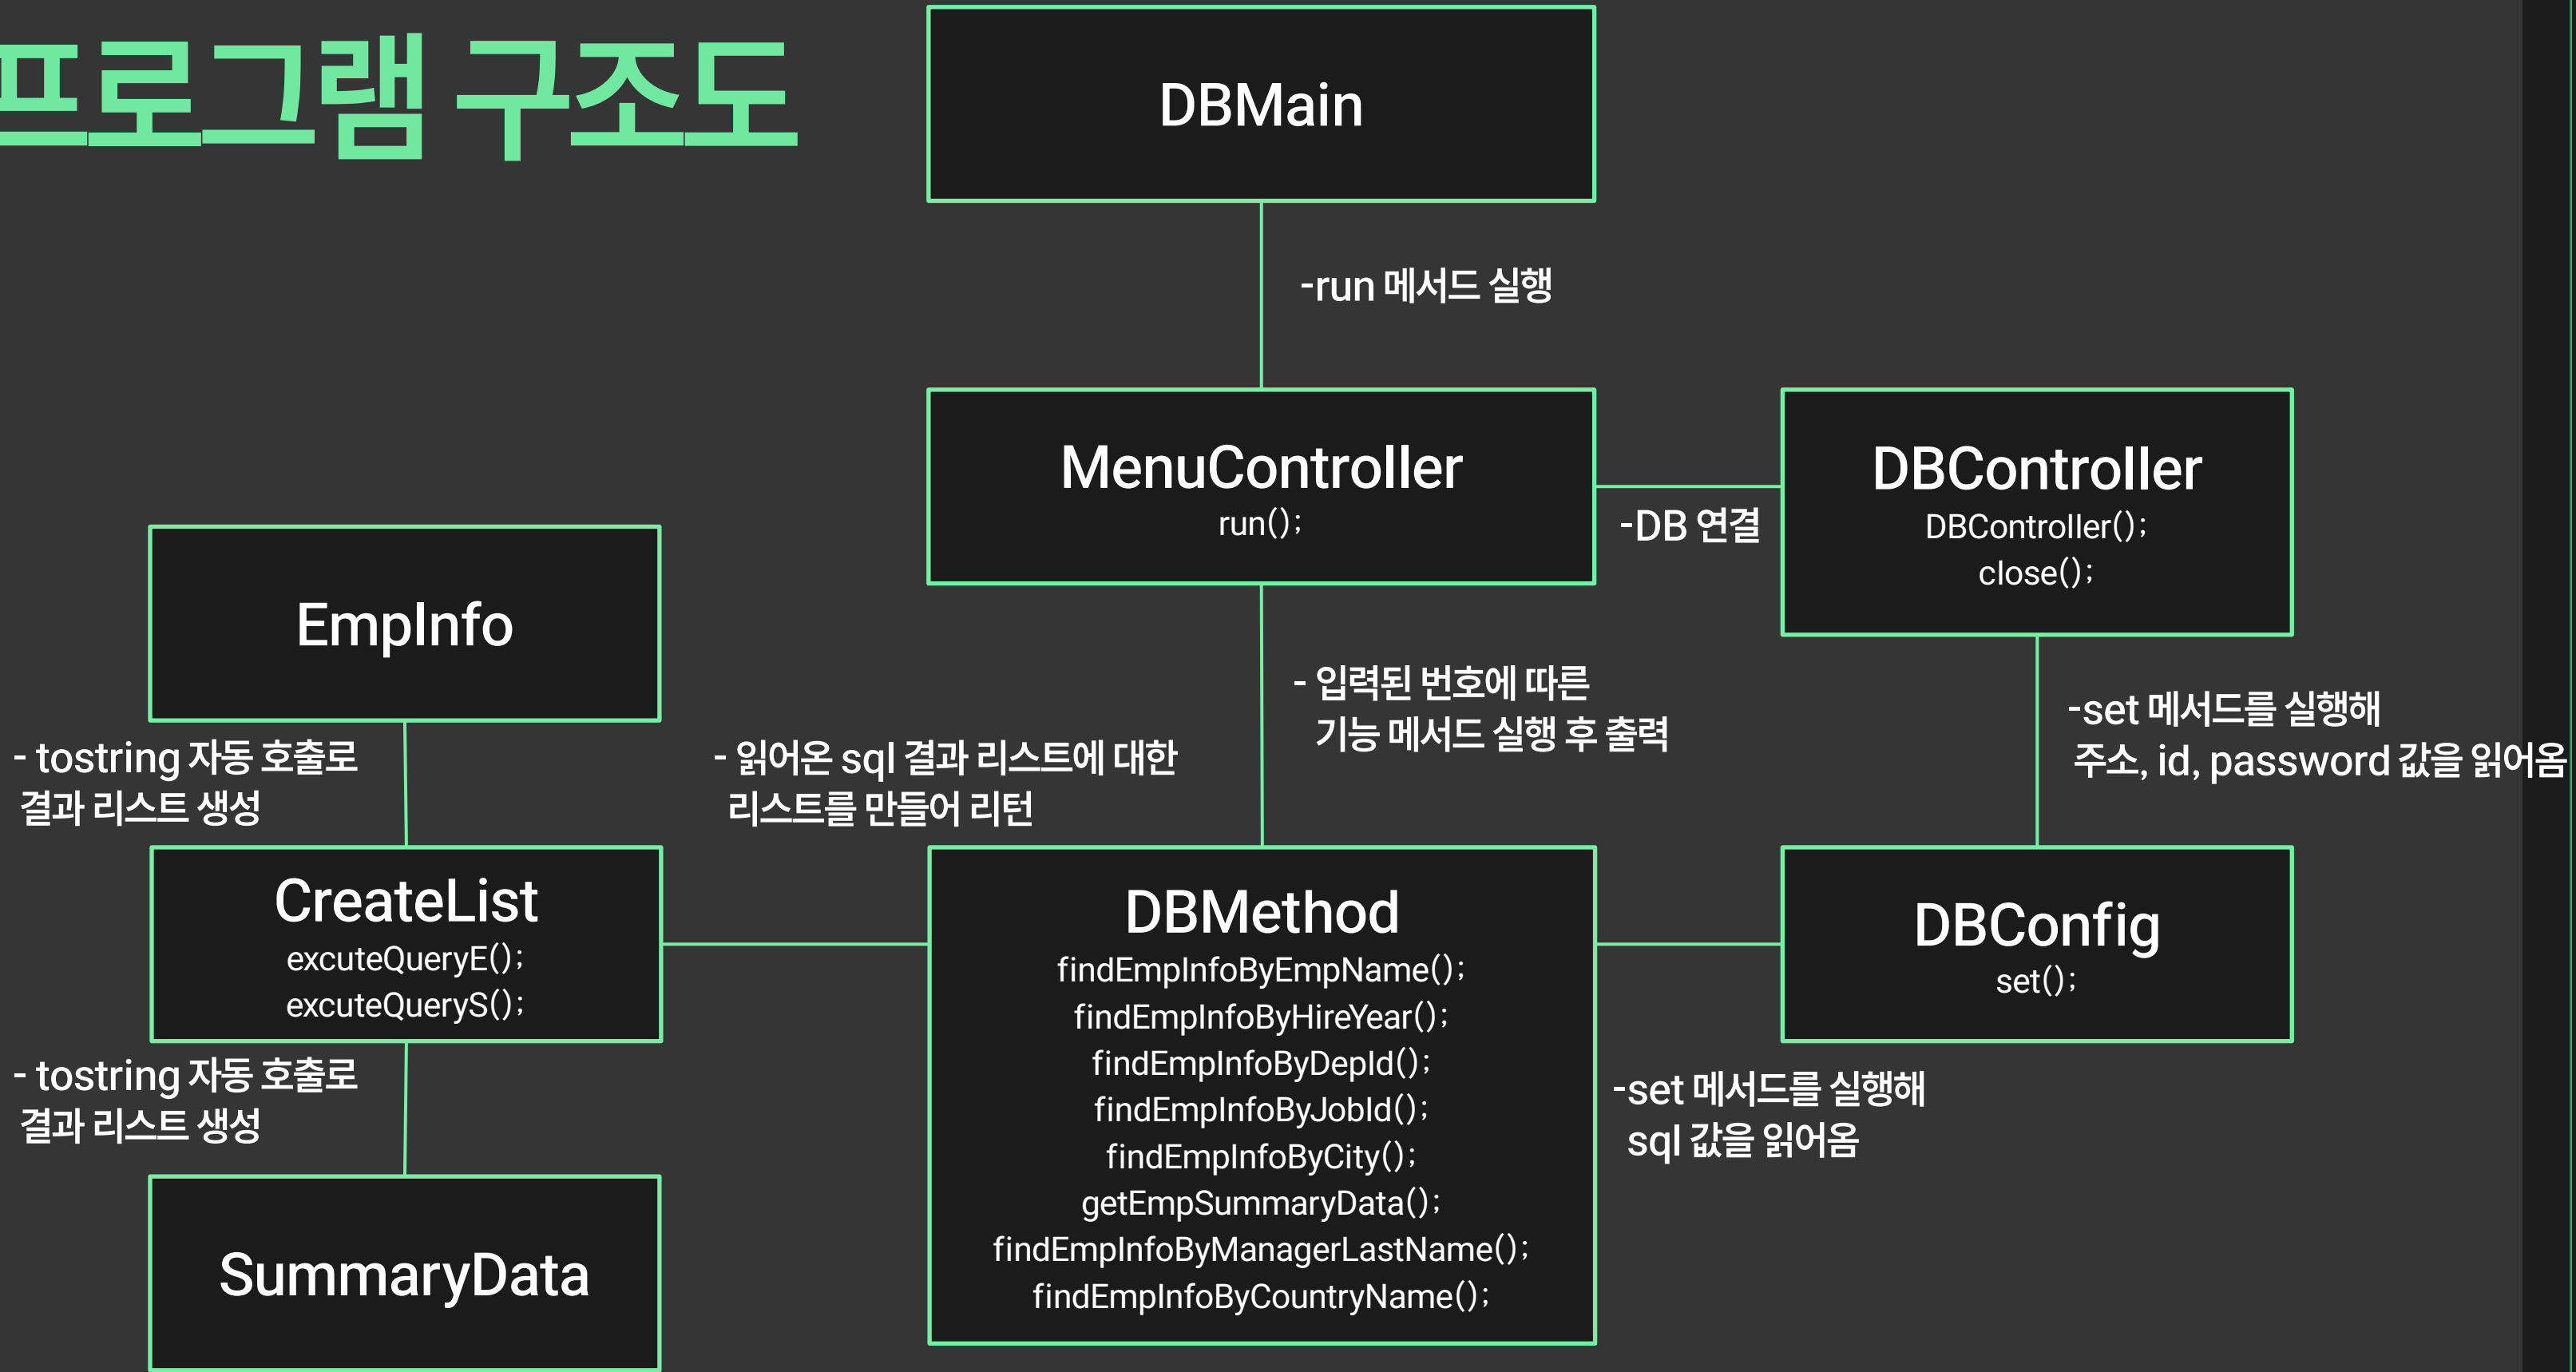 프로그램 구조도
DBMain
-run 메서드 실행
MenuController
run();
-DB 연결
DBController
DBController();
close();
EmpInfo
- 입력된 번호에 따른
기능 메서드 실행 후 출력
-set 메서드를 실행해
주소, id, password 값을 읽어옴
- tostring 자동 호출로
결과 리스트 생성
- 읽어온 sql 결과 리스트에 대한
리스트를 만들어 리턴
CreateList
excuteQueryE();
excuteQueryS();
DBMethod
findEmpInfoByEmpName();
findEmpInfoByHireYear();
findEmpInfoByDepId();
findEmpInfoByJobId();
findEmpInfoByCity();
getEmpSummaryData();
findEmpInfoByManagerLastName();
findEmpInfoByCountryName();
DBConfig
set();
- tostring 자동 호출로
결과 리스트 생성
-set 메서드를 실행해
sql 값을 읽어옴
SummaryData